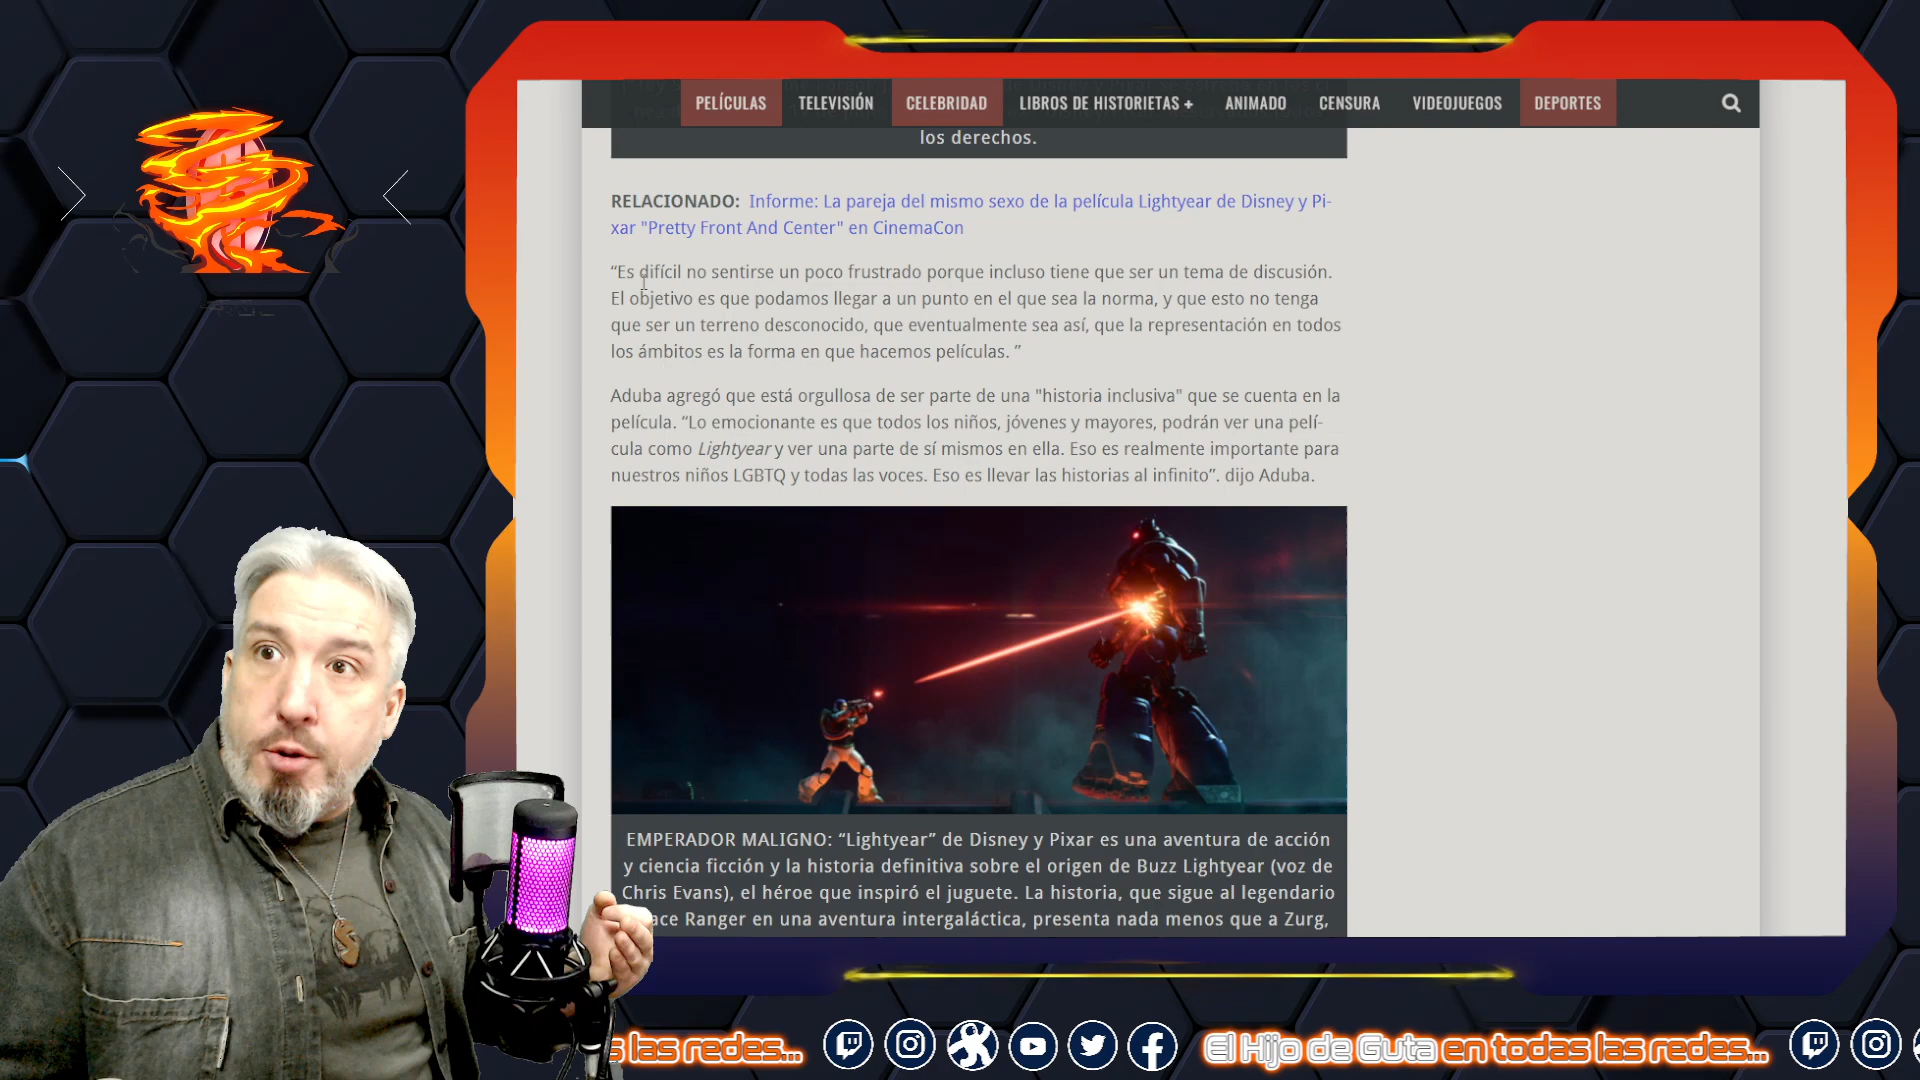 PELÍCULAS TELEVISIÓN CELEBRIDAD LIBROS DE HISTORIETAS + ANIMADO CENSURA VIDEOJUEGOS DEPORTES
los derechos.
RELACIONADO: Informe: La pareja del mismo sexo de la película Lightyear de Disney y Pi-
xar "Pretty Front And Center" en CinemaCon
“Es difícil no sentirse un poco frustrado porque incluso tiene que ser un tema de discusión.
El objetivo es que podamos llegar a un punto en el que sea la norma, y que esto no tenga
que ser un terreno desconocido, que eventualmente sea así, que la representación en todos
los ámbitos es la forma en que hacemos películas. ”
Aduba agregó que está orgullosa de ser parte de una "historia inclusiva" que se cuenta en la
película. “Lo emocionante es que todos los niños, jóvenes y mayores, podrán ver una pelí-
cula como Lightyear y ver una parte de sí mismos en ella. Eso es realmente importante para
nuestros niños LGBTQ y todas las voces. Eso es llevar las historias al infinito”. dijo Aduba.
EMPERADOR MALIGNO: “Lightyear” de Disney y Pixar es una aventura de acción
y ciencia ficción y la historia definitiva sobre el origen de Buzz Lightyear (voz de
Chris Evans), el héroe que inspiró el juguete. La historia, que sigue al legendario
ace Ranger en una aventura intergaláctica, presenta nada menos que a Zurg,
s las redes... El Hijo de Guta en todas las redes...